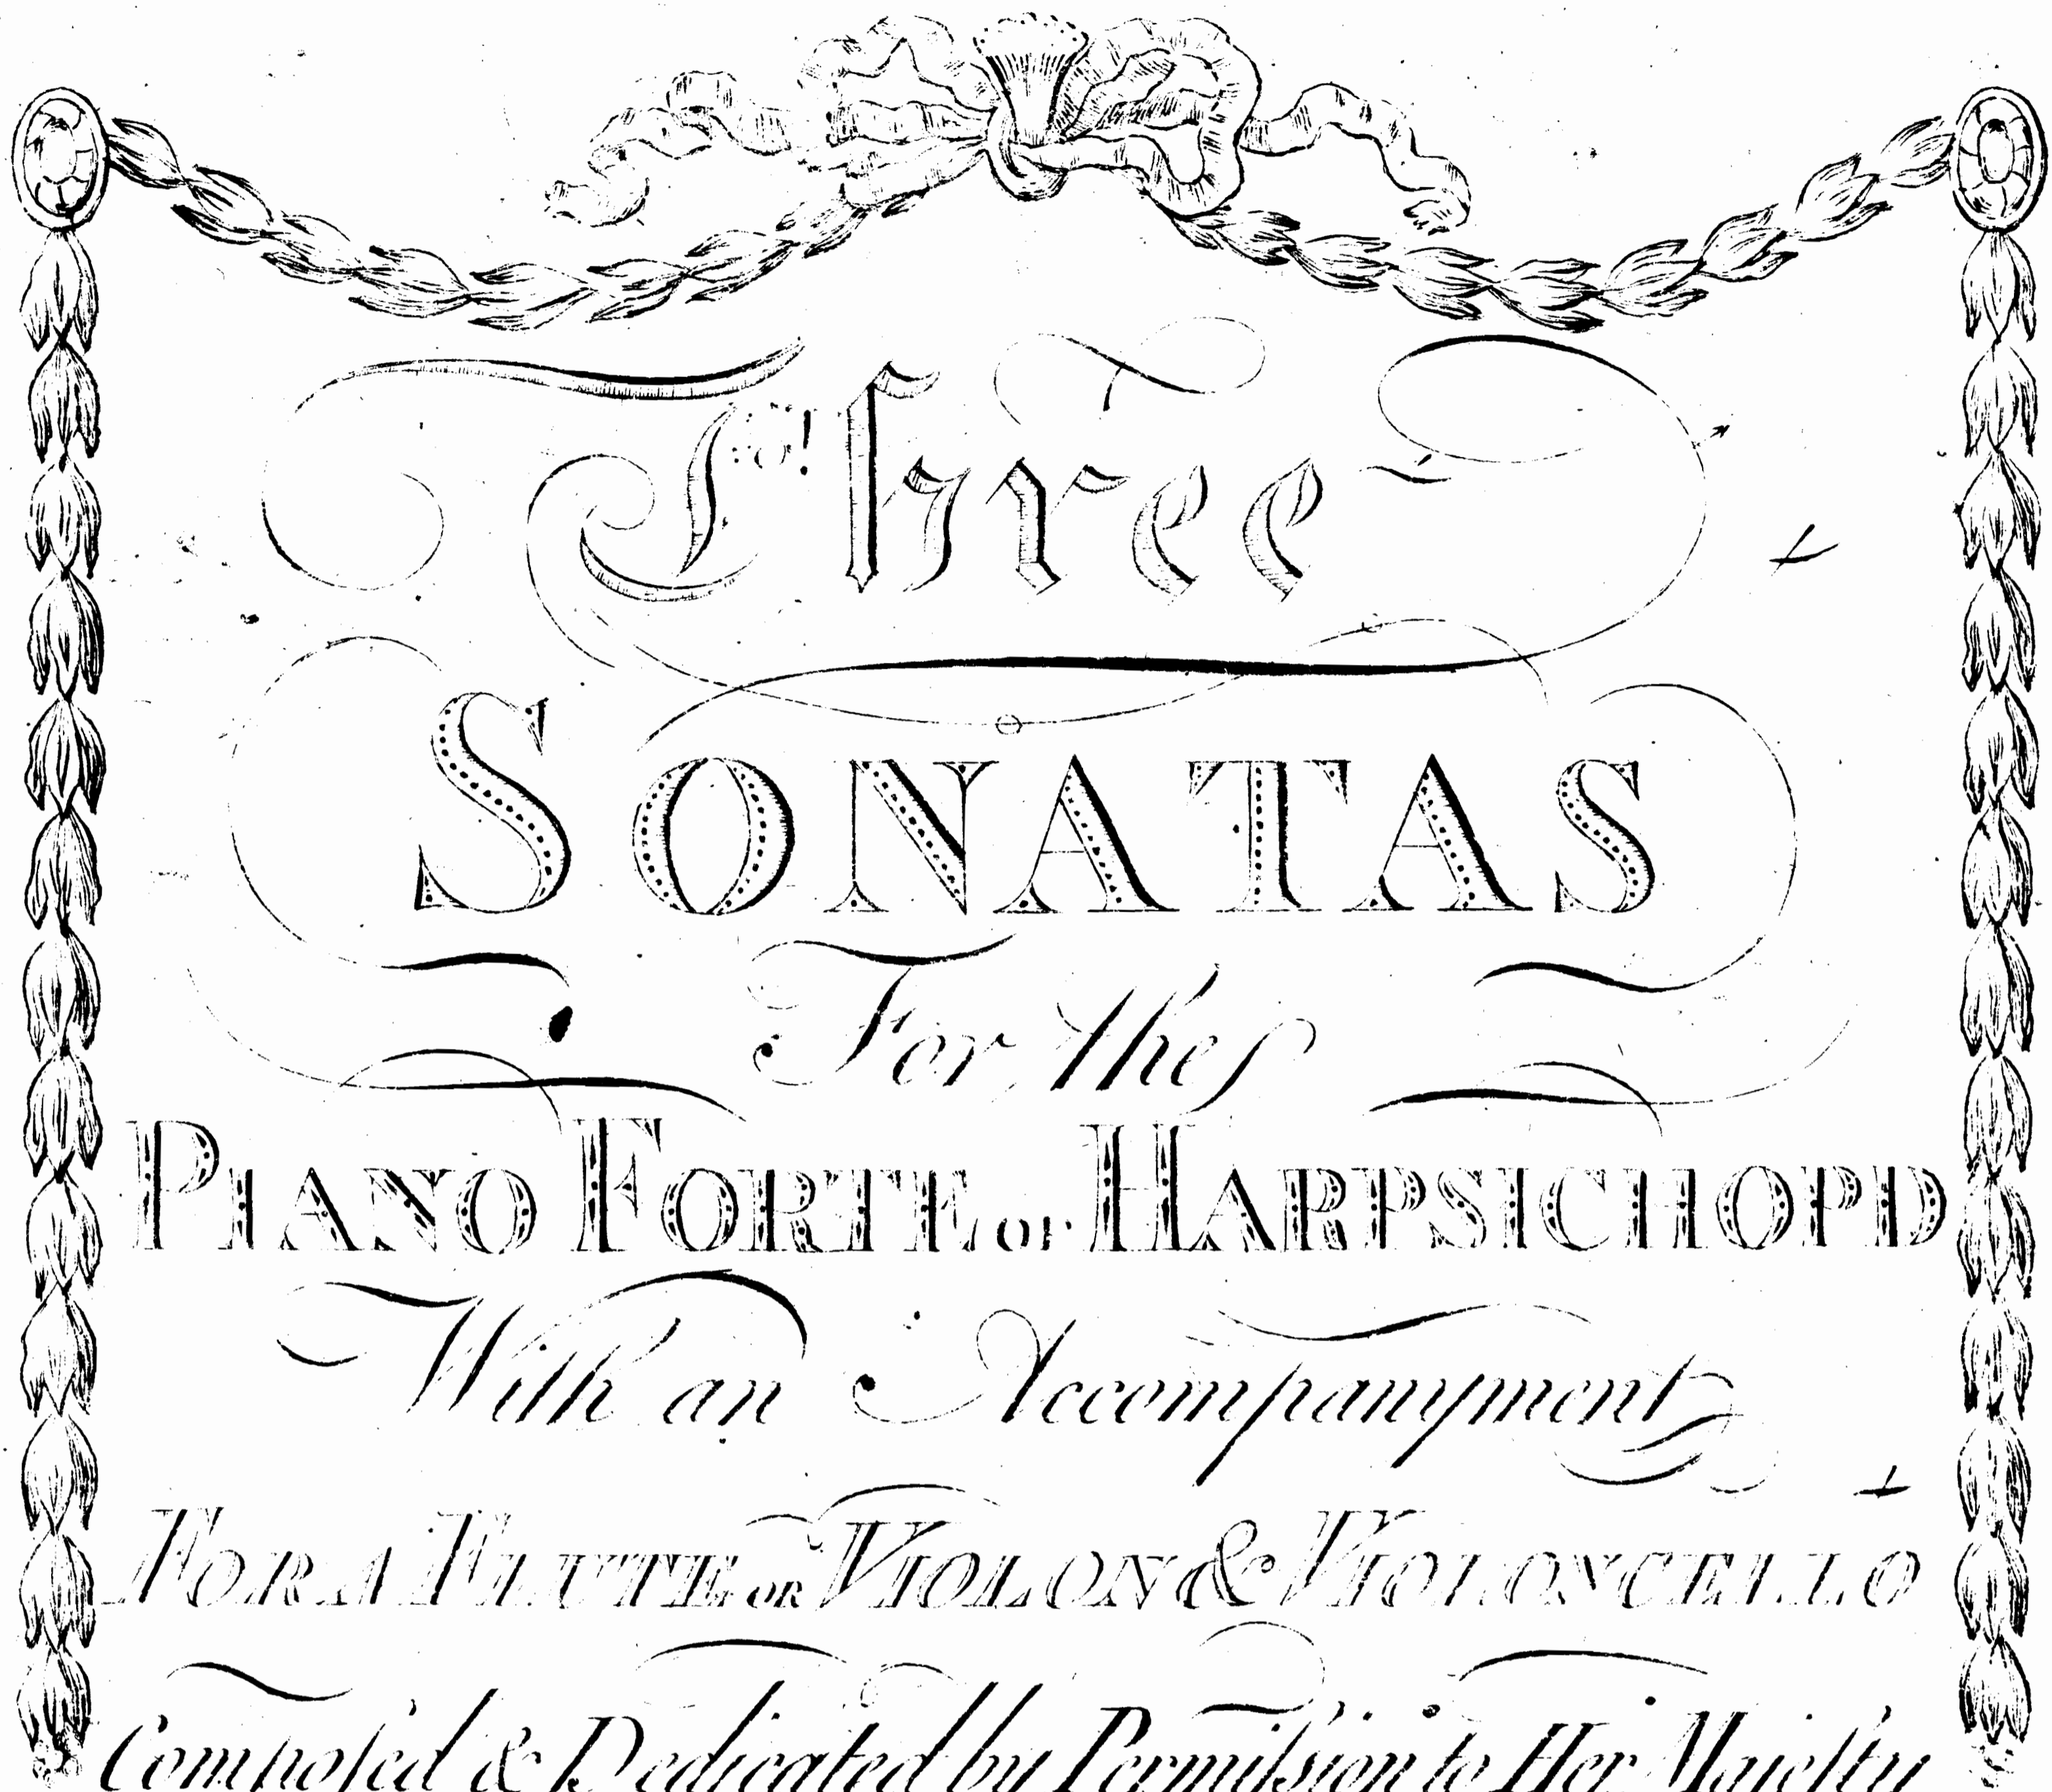 Three
SONATAS
For the
PIANO FORTE or HARPSICHORD
With an Accompanyment
FOR A FLUTE OR VIOLON & VIOLONCELLO
Compoſed & Dedicated by Permiſsion to Her Majeſty